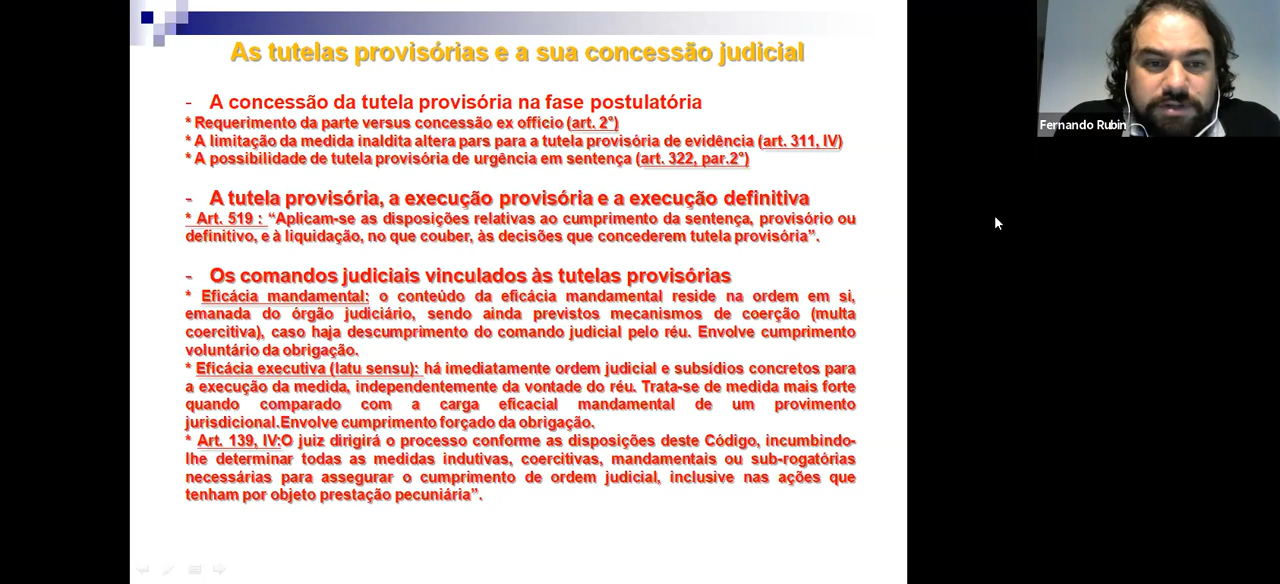 As tutelas provisórias e a sua concessão judicial
- A concessão da tutela provisória na fase postulatória
* Requerimento da parte versus concessão ex officio (art. 2°)
* A limitação da medida inaldita altera pars para a tutela provisória de evidência (art. 311, IV)
* A possibilidade de tutela provisória de urgência em sentença (art. 322, par.2°)
- A tutela provisória, a execução provisória e a execução definitiva
* Art. 519 : “Aplicam-se as disposições relativas ao cumprimento da sentença, provisório ou
definitivo, e à liquidação, no que couber, às decisões que concederem tutela provisória”.
- Os comandos judiciais vinculados às tutelas provisórias
* Eficácia mandamental: o conteúdo da eficácia mandamental reside na ordem em si,
emanada do órgão judiciário, sendo ainda previstos mecanismos de coerção (multa
coercitiva), caso haja descumprimento do comando judicial pelo réu. Envolve cumprimento
voluntário da obrigação.
* Eficácia executiva (latu sensu): há imediatamente ordem judicial e subsídios concretos para
a execução da medida, independentemente da vontade do réu. Trata-se de medida mais forte
quando comparado com a carga eficacial mandamental de um provimento
jurisdicional.Envolve cumprimento forçado da obrigação.
* Art. 139, IV:O juiz dirigirá o processo conforme as disposições deste Código, incumbindo-
lhe determinar todas as medidas indutivas, coercitivas, mandamentais ou sub-rogatórias
necessárias para assegurar o cumprimento de ordem judicial, inclusive nas ações que
tenham por objeto prestação pecuniária”.
Fernando Rubin